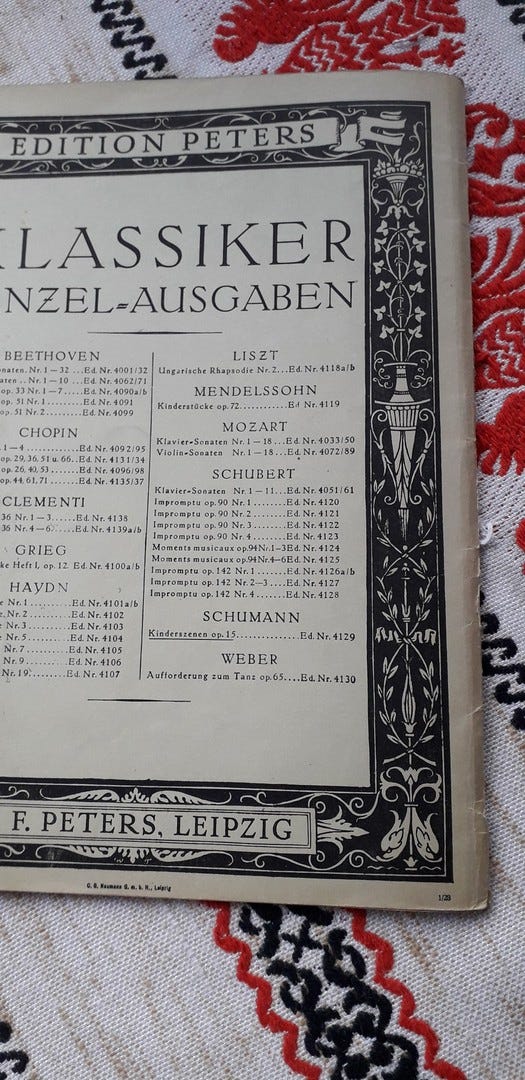 EDITION PETERS
KLASSIKER
NZEL=AUSGABEN
BEETHOVEN
onaten. Nr. 1 — 32 ... Ed. Nr. 4001/32
aten .. Nr. 1 — 10 ... Ed. Nr. 4062/71
op. 33 Nr. 1 — 7 ..... Ed. Nr. 4090a/b
op. 51 Nr. 1 ........ Ed. Nr. 4091
op. 51 Nr. 2 ........ Ed. Nr. 4099
CHOPIN
1 — 4 ........... Ed. Nr. 4092/95
op. 29, 36, 51 u. 66.. Ed. Nr. 4131/34
op. 26, 40, 53 ...... Ed. Nr. 4096/98
op. 44, 61, 71 ...... Ed. Nr. 4135/37
CLEMENTI
36 Nr. 1 — 3 ..... Ed. Nr. 4138
36 Nr. 4 — 6 ..... Ed. Nr. 4139a/b
GRIEG
ke Heft I, op. 12. Ed. Nr. 4100a/b
HAYDN
e Nr. 1 ......... Ed. Nr. 4101a/b
Nr. 2 ......... Ed. Nr. 4102
e Nr. 3 ......... Ed. Nr. 4103
e Nr. 5 ......... Ed. Nr. 4104
Nr. 7 ......... Ed. Nr. 4105
Nr. 9 ......... Ed. Nr. 4106
Nr. 19 ........ Ed. Nr. 4107
LISZT
Ungarische Rhapsodie Nr. 2... Ed. Nr. 4118a/b
MENDELSSOHN
Kinderstücke op. 72 ......... Ed Nr. 4119
MOZART
Klavier-Sonaten Nr. 1 — 18 ... Ed. Nr. 4033/50
Violin-Sonaten Nr. 1 — 18 ... Ed. Nr. 4072/89
SCHUBERT
Klavier-Sonaten Nr. 1 — 11 .... Ed. Nr. 4051/61
Impromptu op. 90 Nr. 1 ....... Ed. Nr. 4120
Impromptu op. 90 Nr. 2 ....... Ed. Nr. 4121
Impromptu op. 90 Nr. 3 ....... Ed. Nr. 4122
Impromptu op. 90 Nr. 4 ....... Ed. Nr. 4123
Moments musicaux op. 94 Nr. 1—3 Ed. Nr. 4124
Moments musicaux op. 94 Nr. 4—6 Ed. Nr. 4125
Impromptu op. 142 Nr. 1 ....... Ed. Nr. 4126a/b
Impromptu op. 142 Nr. 2—3 .... Ed. Nr. 4127
Impromptu op. 142 Nr. 4 ....... Ed. Nr. 4128
SCHUMANN
Kinderszenen op. 15 ............. Ed. Nr. 4129
WEBER
Aufforderung zum Tanz op. 65 .... Ed. Nr. 4130
F. PETERS, LEIPZIG
1/28